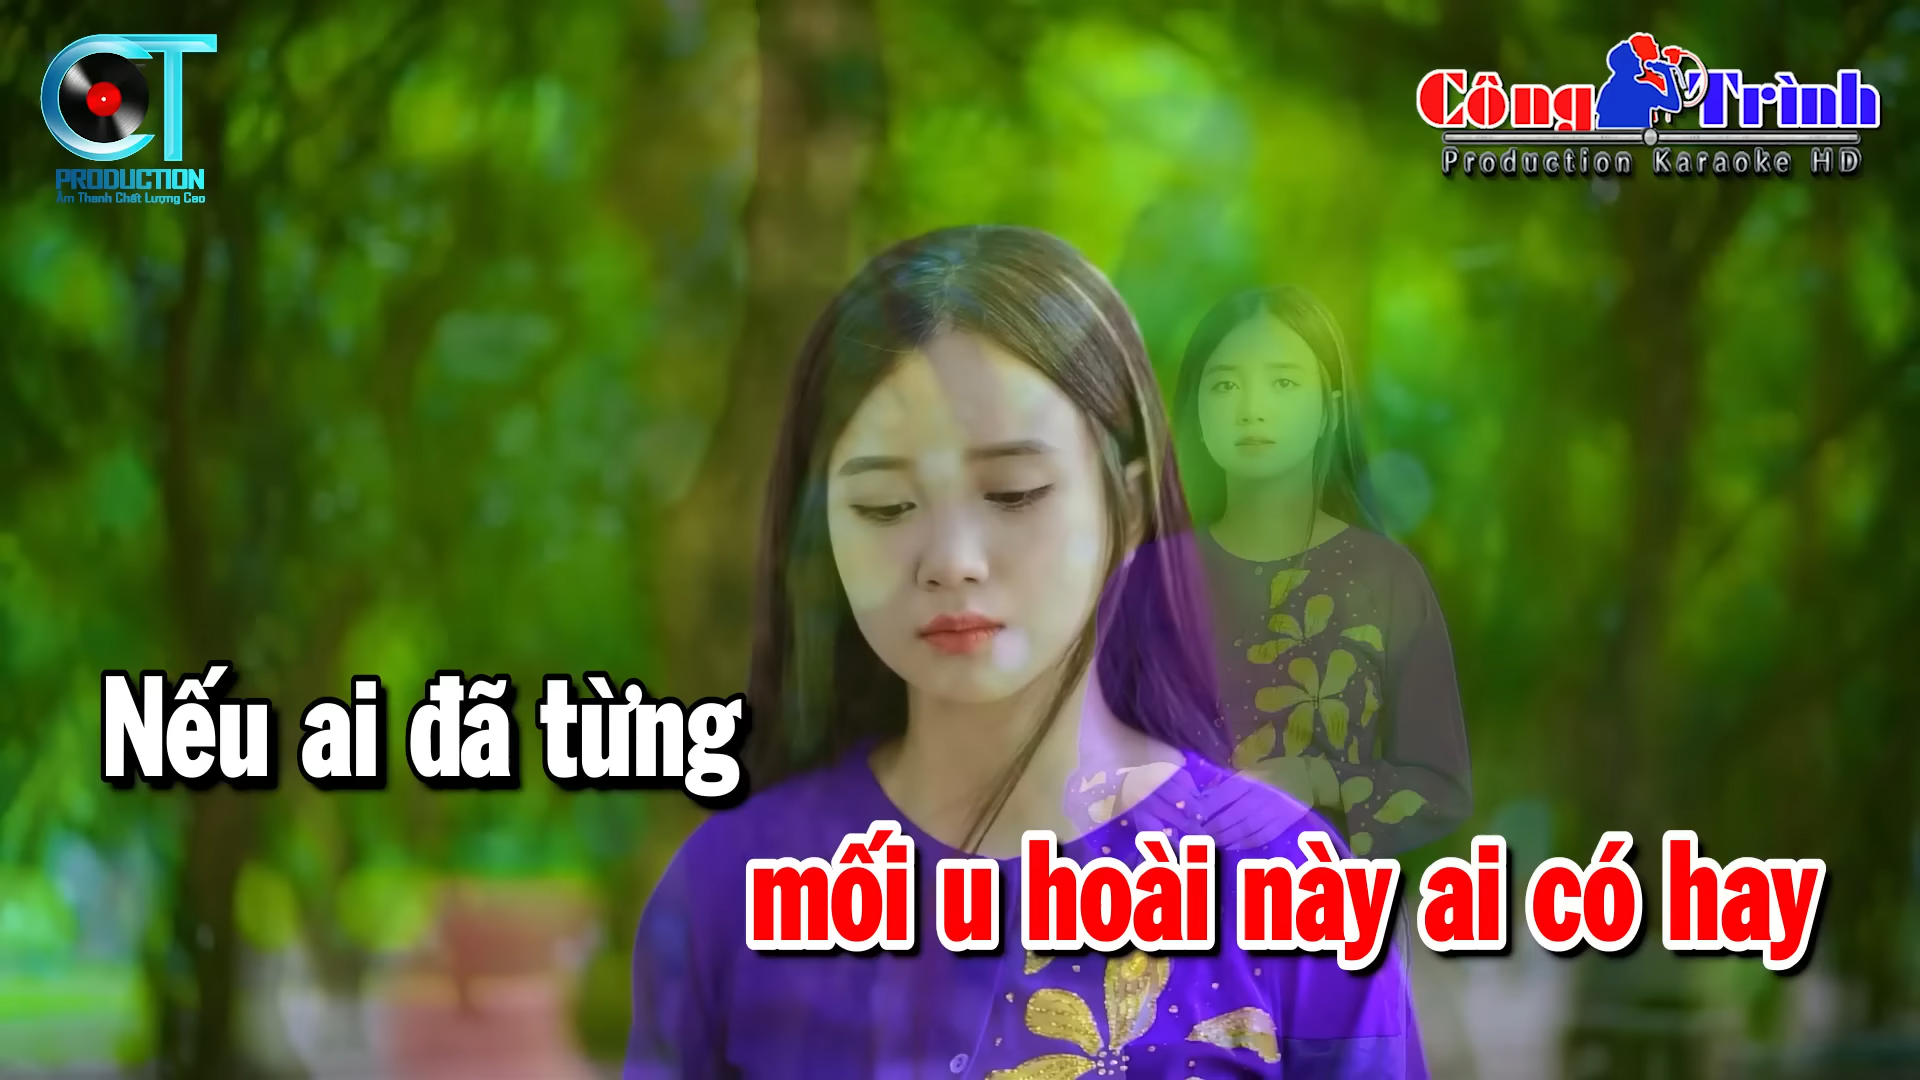 CT
PRODUCTION
Âm Thanh Chất Lượng Cao
Công Trình
Production Karaoke HD
Nếu ai đã từng
mối u hoài này ai có hay